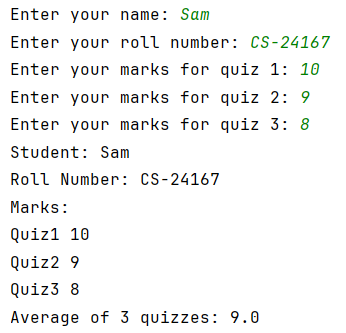 Enter your name: Sam
Enter your roll number: CS-24167
Enter your marks for quiz 1: 10
Enter your marks for quiz 2: 9
Enter your marks for quiz 3: 8
Student: Sam
Roll Number: CS-24167
Marks:
Quiz1 10
Quiz2 9
Quiz3 8
Average of 3 quizzes: 9.0